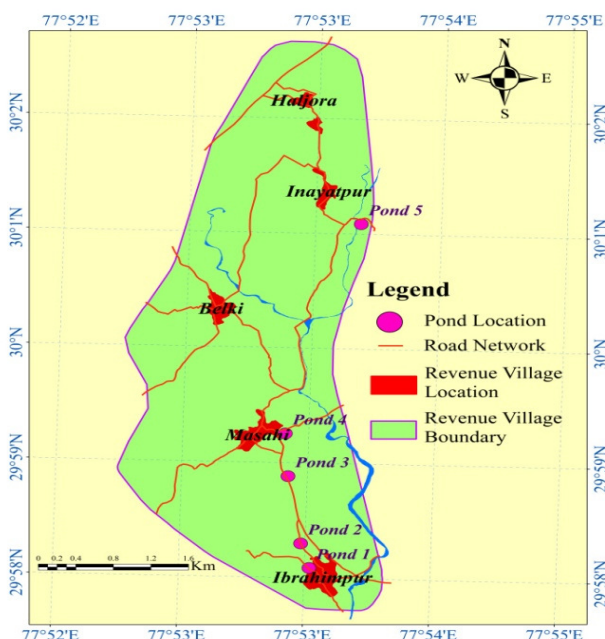 77°52'E 77°53'E 77°53'E 77°54'E 77°55'E
N
W E
S
30°2'N 30°2'N
Haljora
Inayatpur
Pond 5
30°1'N 30°1'N
Legend
Pond Location
Belki
Road Network
30°N 30°N
Revenue Village
Location
Revenue Village
Boundary
Pond 4
Masahi
29°59'N 29°59'N
Pond 3
Pond 2
Pond 1
0 0.2 0.4 0.8 1.2 1.6
Km
29°58'N 29°58'N
Ibrahimpur
77°52'E 77°53'E 77°53'E 77°54'E 77°55'E